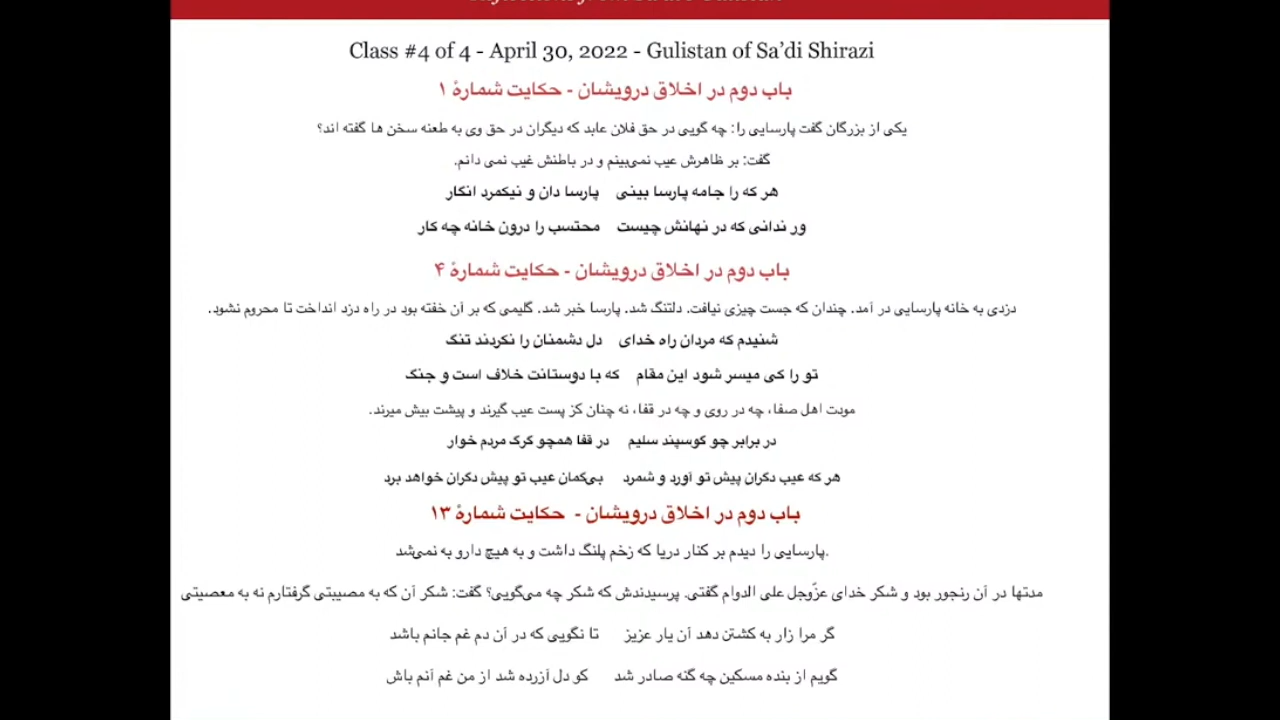 Class #4 of 4 - April 30, 2022 - Gulistan of Sa’di Shirazi
باب دوم در اخلاق درویشان - حکایت شمارهٔ ۱
یکی از بزرگان گفت پارسایی را: چه گویی در حق فلان عابد که دیگران در حق وی به طعنه سخن ها گفته اند؟
گفت: بر ظاهرش عیب نمی‌بینم و در باطنش غیب نمی دانم.
هر که را جامه پارسا بینی    پارسا دان و نیکمرد انگار
ور ندانی که در نهانش چیست    محتسب را درون خانه چه کار
باب دوم در اخلاق درویشان - حکایت شمارهٔ ۴
دزدی به خانه پارسایی در آمد. چندان که جست چیزی نیافت. دلتنگ شد. پارسا خبر شد. گلیمی که بر آن خفته بود در راه دزد انداخت تا محروم نشود.
شنیدم که مردان راه خدای    دل دشمنان را نکردند تنگ
تو را کی میسر شود این مقام    که با دوستانت خلاف است و جنگ
مودت اهل صفا، چه در روی و چه در قفا، نه چنان کز پست عیب گیرند و پیشت بیش میرند.
در برابر چو گوسپند سلیم    در قفا همچو گرگ مردم خوار
هر که عیب دگران پیش تو آورد و شمرد    بی‌گمان عیب تو پیش دگران خواهد برد
باب دوم در اخلاق درویشان - حکایت شمارهٔ ۱۳
پارسایی را دیدم بر کنار دریا که زخم پلنگ داشت و به هیچ دارو به نمی‌شد.
مدتها در آن رنجور بود و شکر خدای عزّوجل علی الدوام گفتی. پرسیدندش که شکر چه می‌گویی؟ گفت: شکر آن که به مصیبتی گرفتارم نه به معصیتی
گر مرا زار به کشتن دهد آن یار عزیز    تا نگویی که در آن دم غم جانم باشد
گویم از بنده مسکین چه گنه صادر شد    کو دل آزرده شد از من غم آنم باش